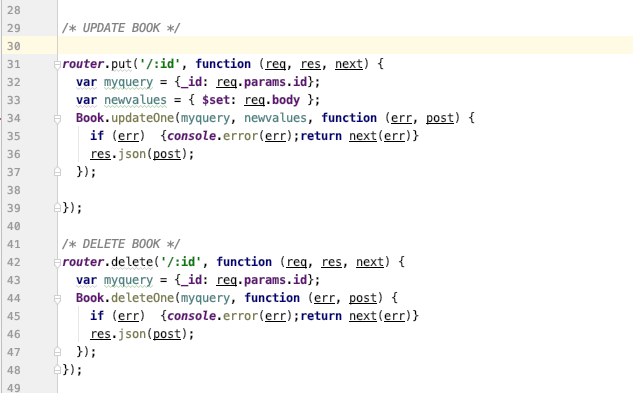 28
29 /* UPDATE BOOK */
30
31 router.put('/:id', function (req, res, next) {
32   var myquery = {_id: req.params.id};
33   var newvalues = { $set: req.body };
34   Book.updateOne(myquery, newvalues, function (err, post) {
35     if (err)  {console.error(err);return next(err)}
36     res.json(post);
37   });
38
39 });
40
41 /* DELETE BOOK */
42 router.delete('/:id', function (req, res, next) {
43   var myquery = {_id: req.params.id};
44   Book.deleteOne(myquery, function (err, post) {
45     if (err)  {console.error(err);return next(err)}
46     res.json(post);
47   });
48 });
49